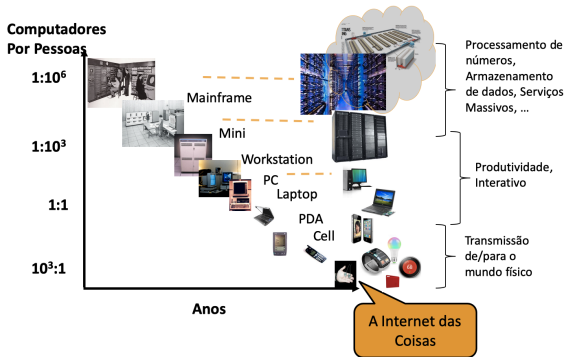 Computadores
Por Pessoas
1:10⁶
Mainframe
Mini
1:10³
Workstation
PC
Laptop
1:1
PDA
Cell
10³:1
Anos
Processamento de
números,
Armazenamento
de dados, Serviços
Massivos, ...
Produtividade,
Interativo
Transmissão
de/para o
mundo físico
A Internet das
Coisas